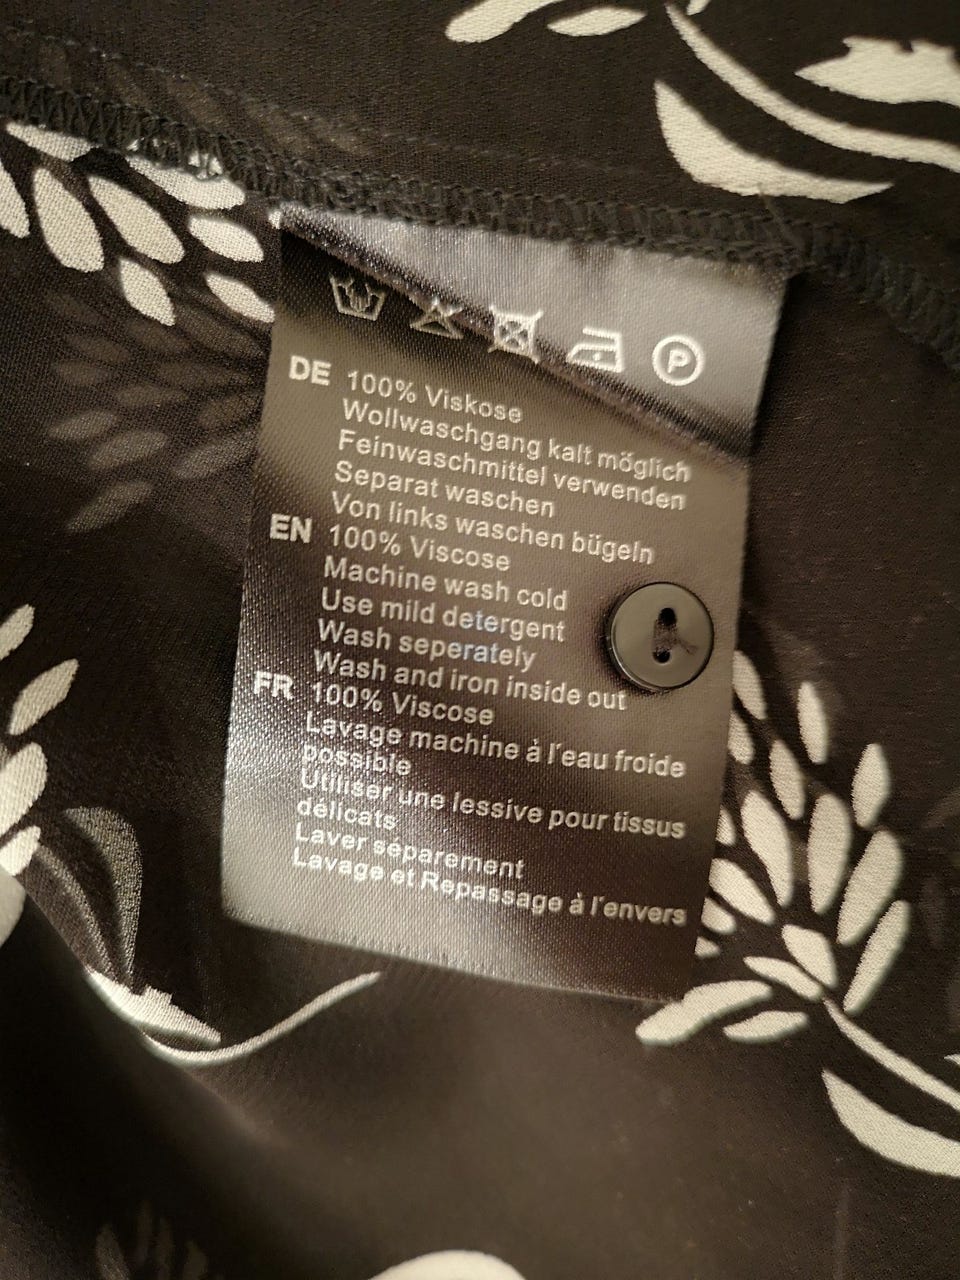 P
DE 100% Viskose
Wollwaschgang kalt möglich
Feinwaschmittel verwenden
Separat waschen
Von links waschen bügeln
EN 100% Viscose
Machine wash cold
Use mild detergent
Wash seperately
Wash and iron inside out
FR 100% Viscose
Lavage machine à l'eau froide
possible
Utiliser une lessive pour tissus
délicats
Laver séparement
Lavage et Repassage à l'envers